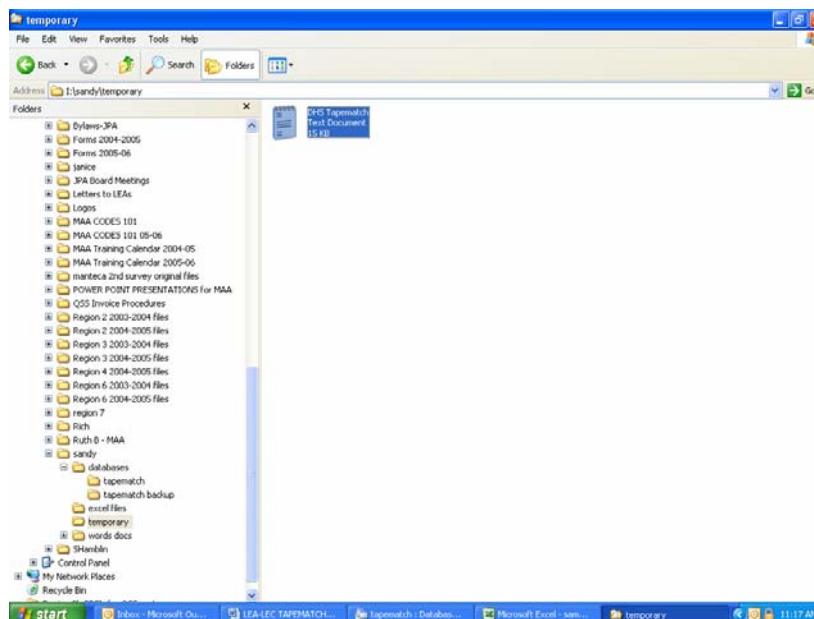 temporary
File Edit View Favorites Tools Help
Back Search Folders
Address I:\sandy\temporary Go
Folders
Bylaws-JPA
Forms 2004-2005
Forms 2005-06
janice
JPA Board Meetings
Letters to LEAs
Logos
MAA CODES 101
MAA CODES 101 05-06
MAA Training Calendar 2004-05
MAA Training Calendar 2005-06
manteca 2nd survey original files
POWER POINT PRESENTATIONS for MAA
QSS Invoice Procedures
Region 2 2003-2004 files
Region 2 2004-2005 files
Region 3 2003-2004 files
Region 3 2004-2005 files
Region 4 2004-2005 files
Region 6 2003-2004 files
Region 6 2004-2005 files
region 7
Rich
Ruth B - MAA
sandy
databases
tapematch
tapematch backup
excel files
temporary
words docs
SHamblin
Control Panel
My Network Places
Recycle Bin
DHS Tapematch
Text Document
15 KB
start Inbox - Microsoft Ou... LEA-LEC TAPEMATCH... tapematch : Databas... Microsoft Excel - sam... temporary 11:17 AM